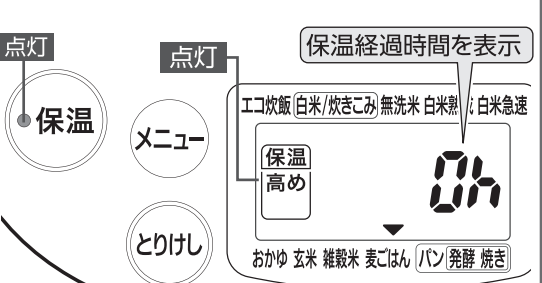 点灯
点灯
保温経過時間を表示
保温
メニュー
とりけし
エコ炊飯 白米/炊きこみ 無洗米 白米熟成 白米急速
保温
高め
0h
おかゆ 玄米 雑穀米 麦ごはん パン 発酵 焼き